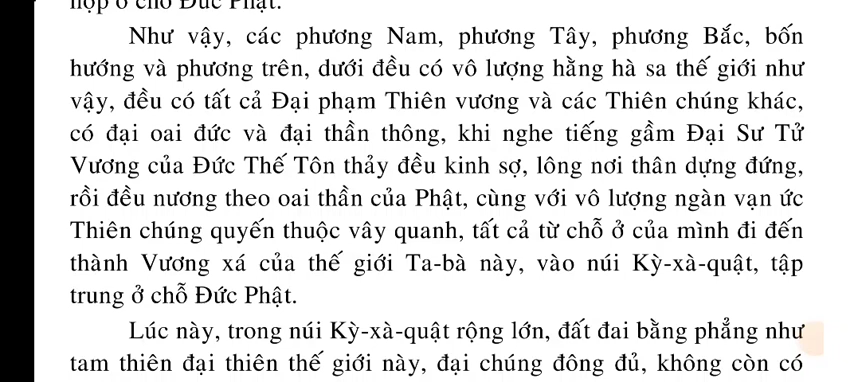 họp ở chỗ Đức Phật.
Như vậy, các phương Nam, phương Tây, phương Bắc, bốn
hướng và phương trên, dưới đều có vô lượng hằng hà sa thế giới như
vậy, đều có tất cả Đại phạm Thiên vương và các Thiên chúng khác,
có đại oai đức và đại thần thông, khi nghe tiếng gầm Đại Sư Tử
Vương của Đức Thế Tôn thảy đều kinh sợ, lông nơi thân dựng đứng,
rồi đều nương theo oai thần của Phật, cùng với vô lượng ngàn vạn ức
Thiên chúng quyến thuộc vây quanh, tất cả từ chỗ ở của mình đi đến
thành Vương xá của thế giới Ta-bà này, vào núi Kỳ-xà-quật, tập
trung ở chỗ Đức Phật.
Lúc này, trong núi Kỳ-xà-quật rộng lớn, đất đai bằng phẳng như
tam thiên đại thiên thế giới này, đại chúng đông đủ, không còn có